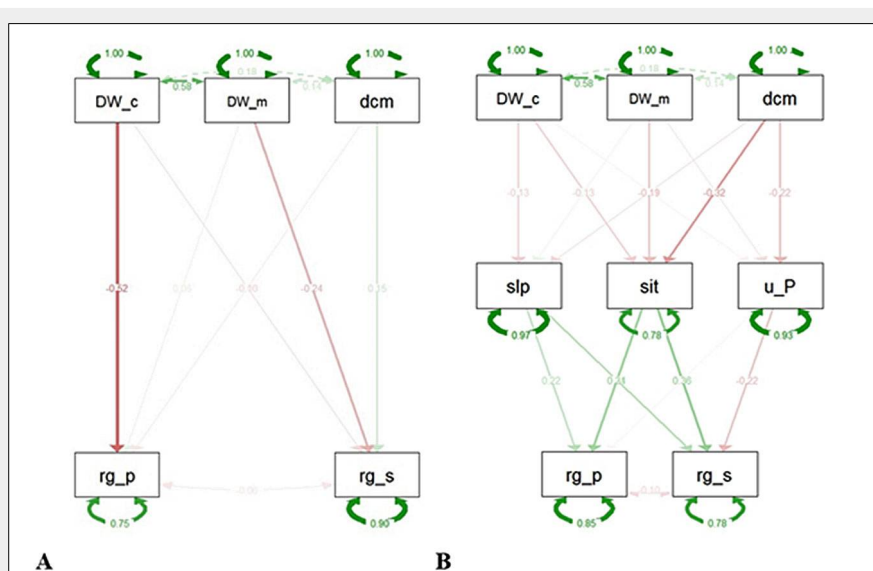 1.00 1.00 1.00 1.00 1.00 1.00
0.18 0.18
0.58 0.14 0.58 0.14
DW_c DW_m dcm DW_c DW_m dcm
-0.13 -0.13 -0.19 -0.32 -0.22
slp sit u_P
-0.52 -0.24
0.97 0.78 0.93
0.22 0.36 -0.22
rg_p rg_s rg_p rg_s
-0.06 -0.10
0.75 0.90 0.85 0.78
A B